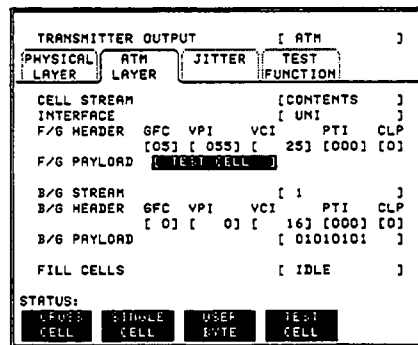 TRANSMITTER OUTPUT [ ATM ]
PHYSICAL LAYER ATM LAYER JITTER TEST FUNCTION
CELL STREAM [CONTENTS ]
INTERFACE [ UNI ]
F/G HEADER GFC VPI VCI PTI CLP
[05] [ 055] [ 25] [000] [0]
F/G PAYLOAD [ TEST CELL ]
B/G STREAM [ 1 ]
B/G HEADER GFC VPI VCI PTI CLP
[ 0] [ 0] [ 16] [000] [0]
B/G PAYLOAD [ 01010101 ]
FILL CELLS [ IDLE ]
STATUS:
CROSS CELL SINGLE CELL USER BYTE TEST CELL